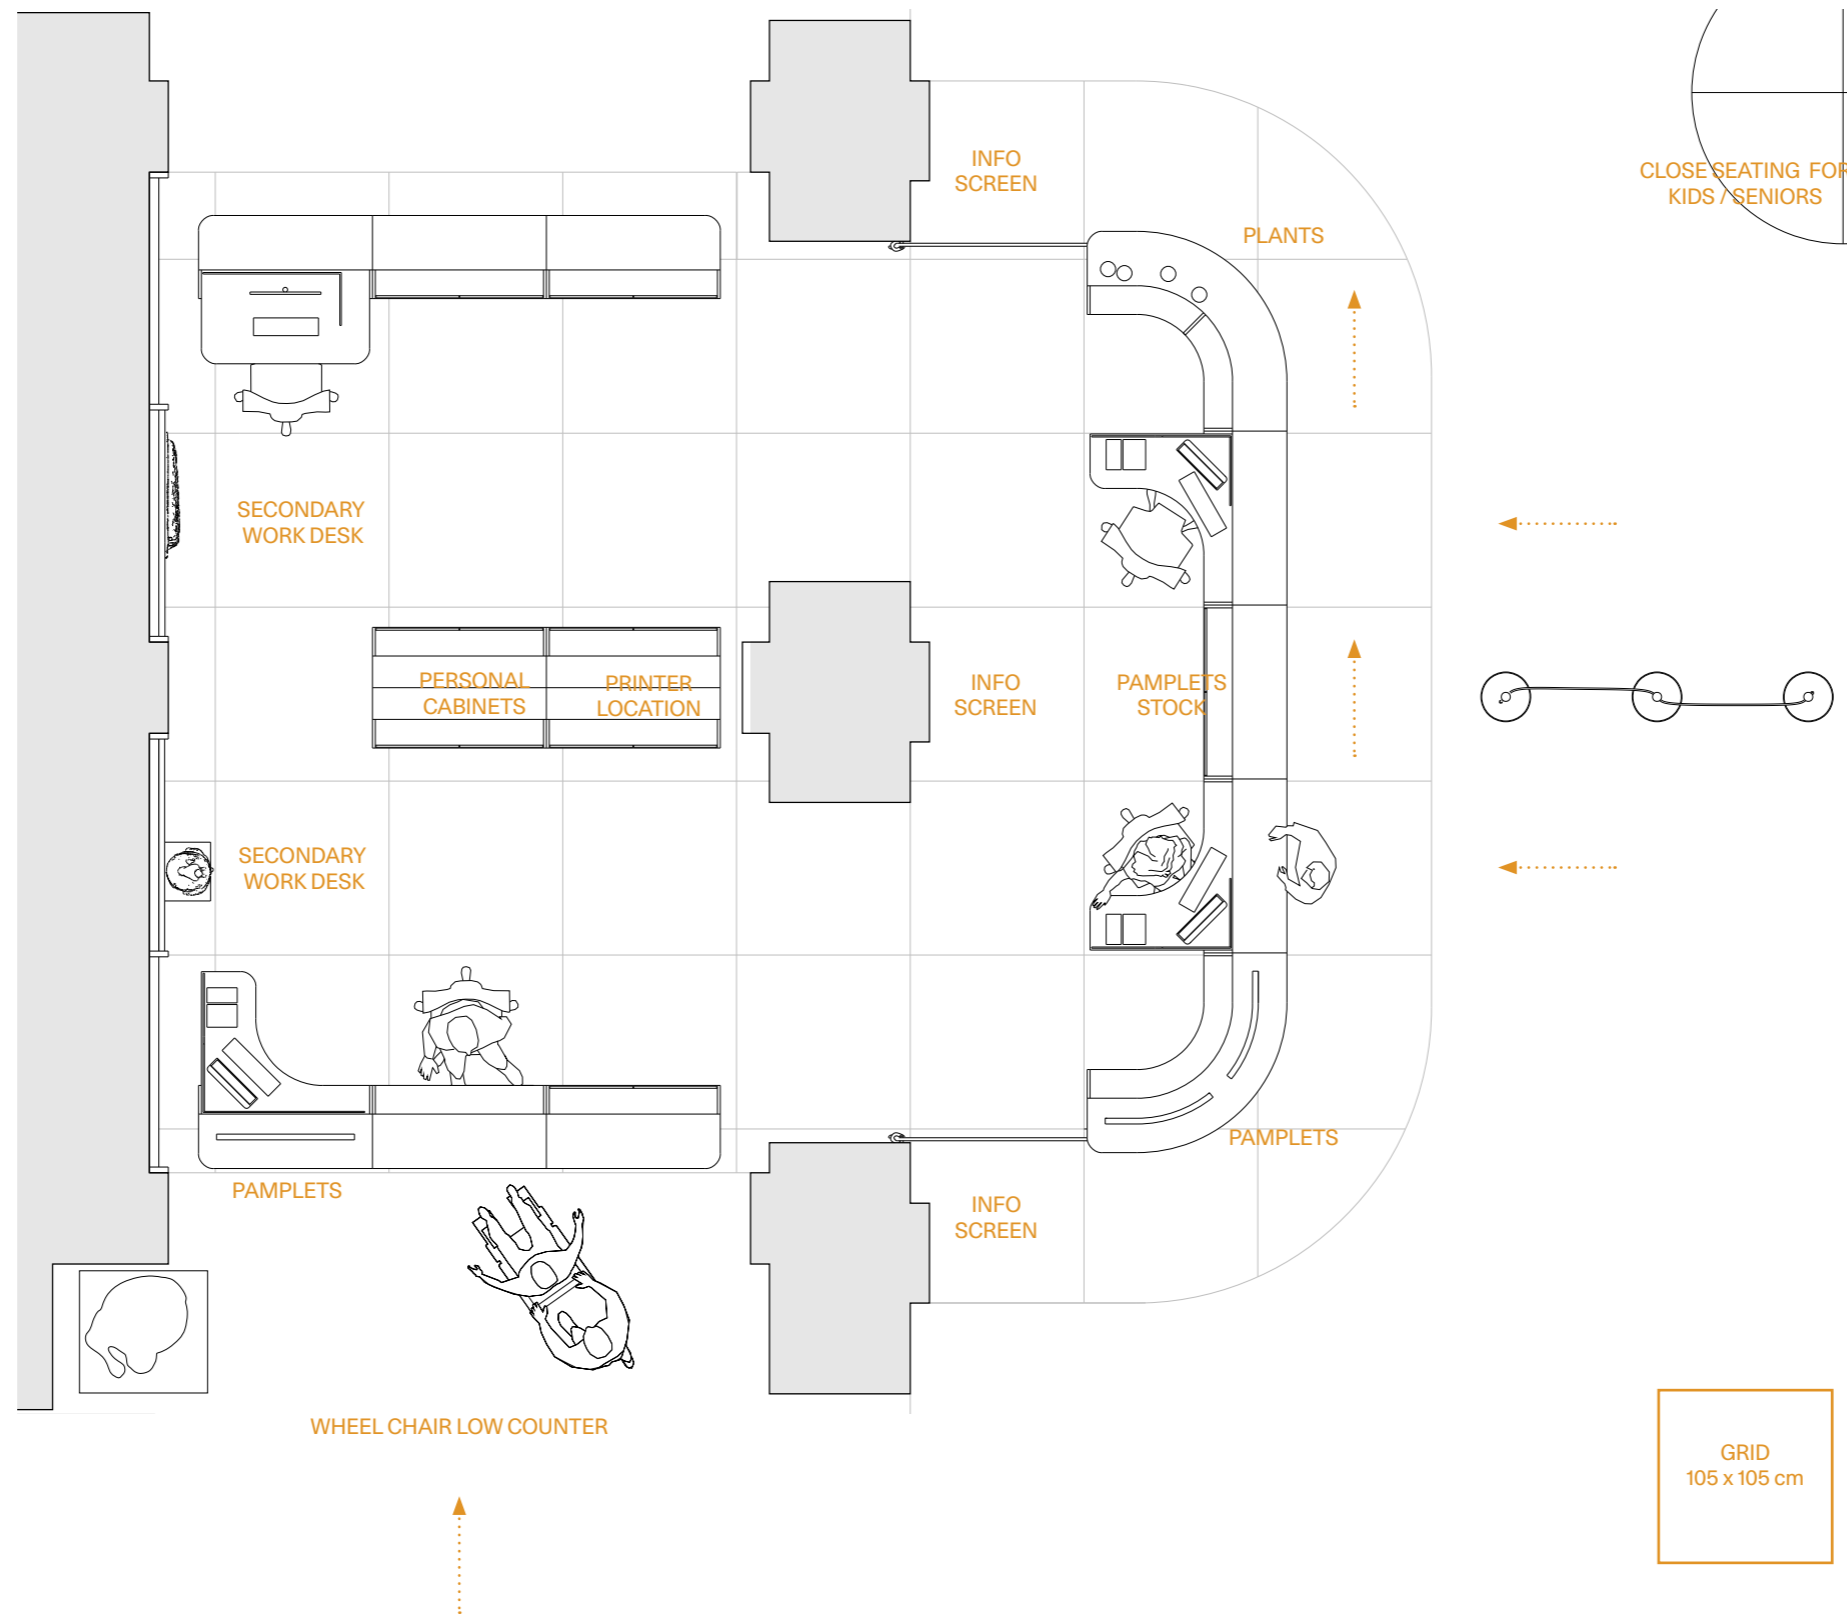 INFO
SCREEN
CLOSE SEATING FOR
KIDS / SENIORS
PLANTS
SECONDARY
WORK DESK
PERSONAL
CABINETS
PRINTER
LOCATION
INFO
SCREEN
PAMPLETS
STOCK
SECONDARY
WORK DESK
PAMPLETS
PAMPLETS
INFO
SCREEN
WHEEL CHAIR LOW COUNTER
GRID
105 x 105 cm